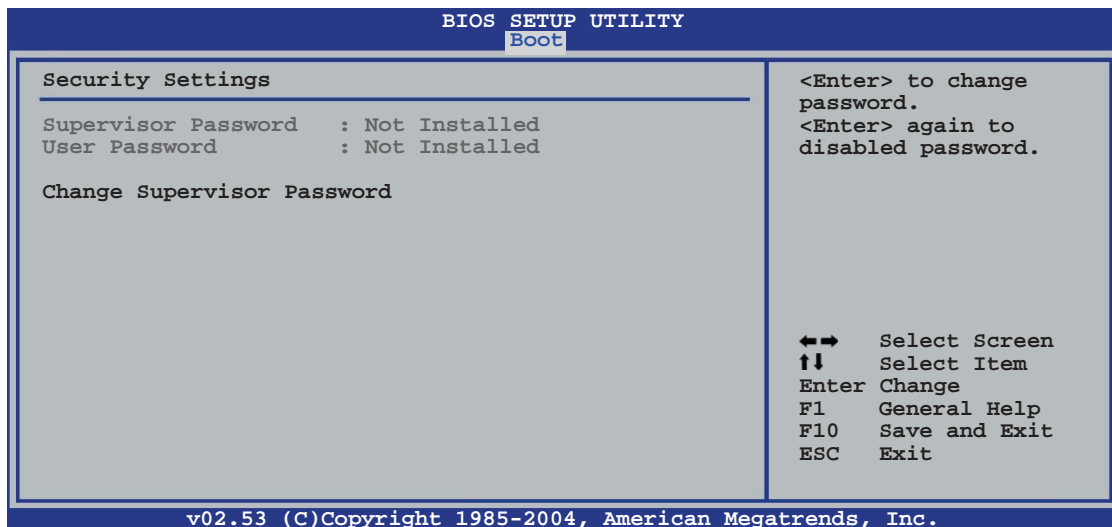 BIOS SETUP UTILITY
Boot
Security Settings
Supervisor Password : Not Installed
User Password : Not Installed
Change Supervisor Password
<Enter> to change
password.
<Enter> again to
disabled password.
←→ Select Screen
↑↓ Select Item
Enter Change
F1 General Help
F10 Save and Exit
ESC Exit
v02.53 (C)Copyright 1985-2004, American Megatrends, Inc.